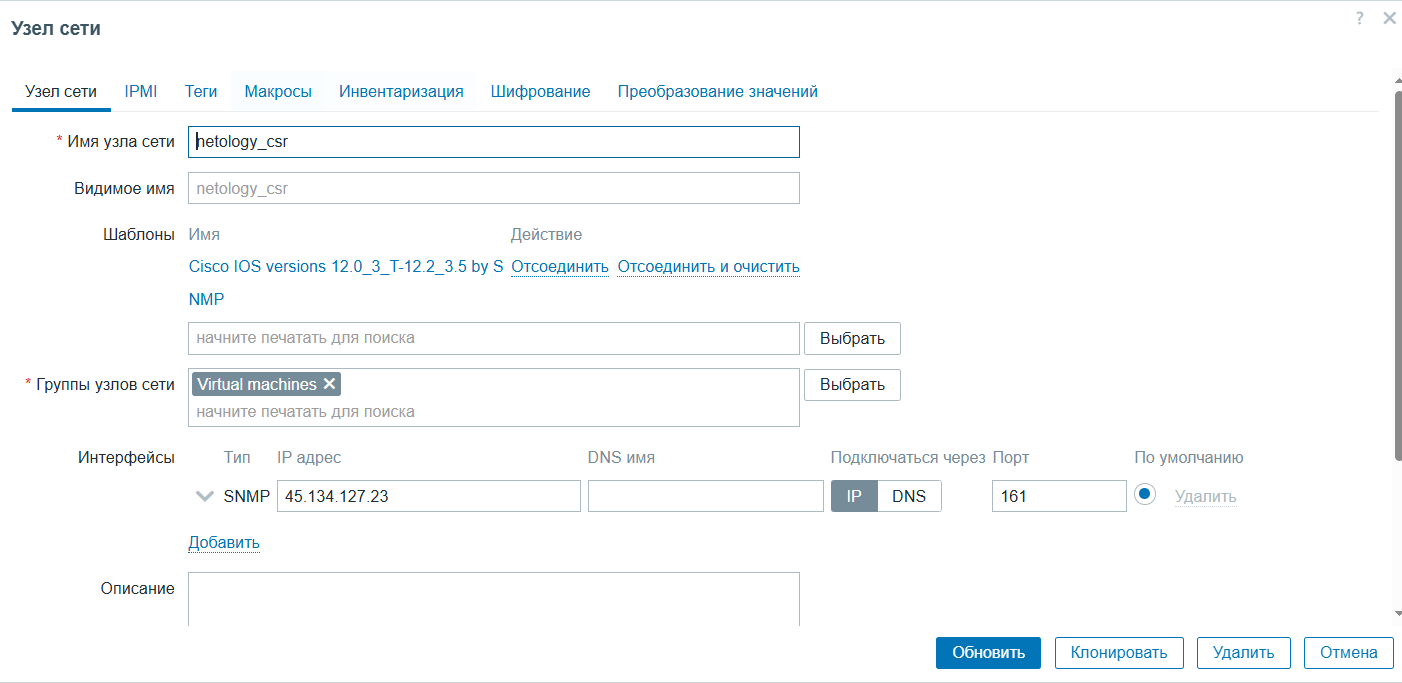 Узел сети
? ×
Узел сети IPMI Теги Макросы Инвентаризация Шифрование Преобразование значений
* Имя узла сети netology_csr
Видимое имя netology_csr
Шаблоны Имя Действие
Cisco IOS versions 12.0_3_T-12.2_3.5 by S Отсоединить Отсоединить и очистить
NMP
начните печатать для поиска Выбрать
* Группы узлов сети Virtual machines × Выбрать
начните печатать для поиска
Интерфейсы Тип IP адрес DNS имя Подключаться через Порт По умолчанию
SNMP 45.134.127.23 IP DNS 161 Удалить
Добавить
Описание
Обновить Клонировать Удалить Отмена